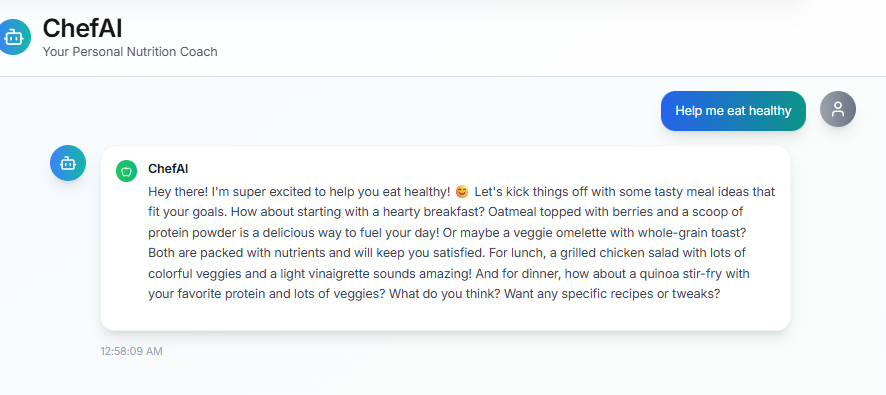 ChefAI
Your Personal Nutrition Coach
Help me eat healthy
ChefAI
Hey there! I'm super excited to help you eat healthy! 😊 Let's kick things off with some tasty meal ideas that
fit your goals. How about starting with a hearty breakfast? Oatmeal topped with berries and a scoop of
protein powder is a delicious way to fuel your day! Or maybe a veggie omelette with whole-grain toast?
Both are packed with nutrients and will keep you satisfied. For lunch, a grilled chicken salad with lots of
colorful veggies and a light vinaigrette sounds amazing! And for dinner, how about a quinoa stir-fry with
your favorite protein and lots of veggies? What do you think? Want any specific recipes or tweaks?
12:58:09 AM